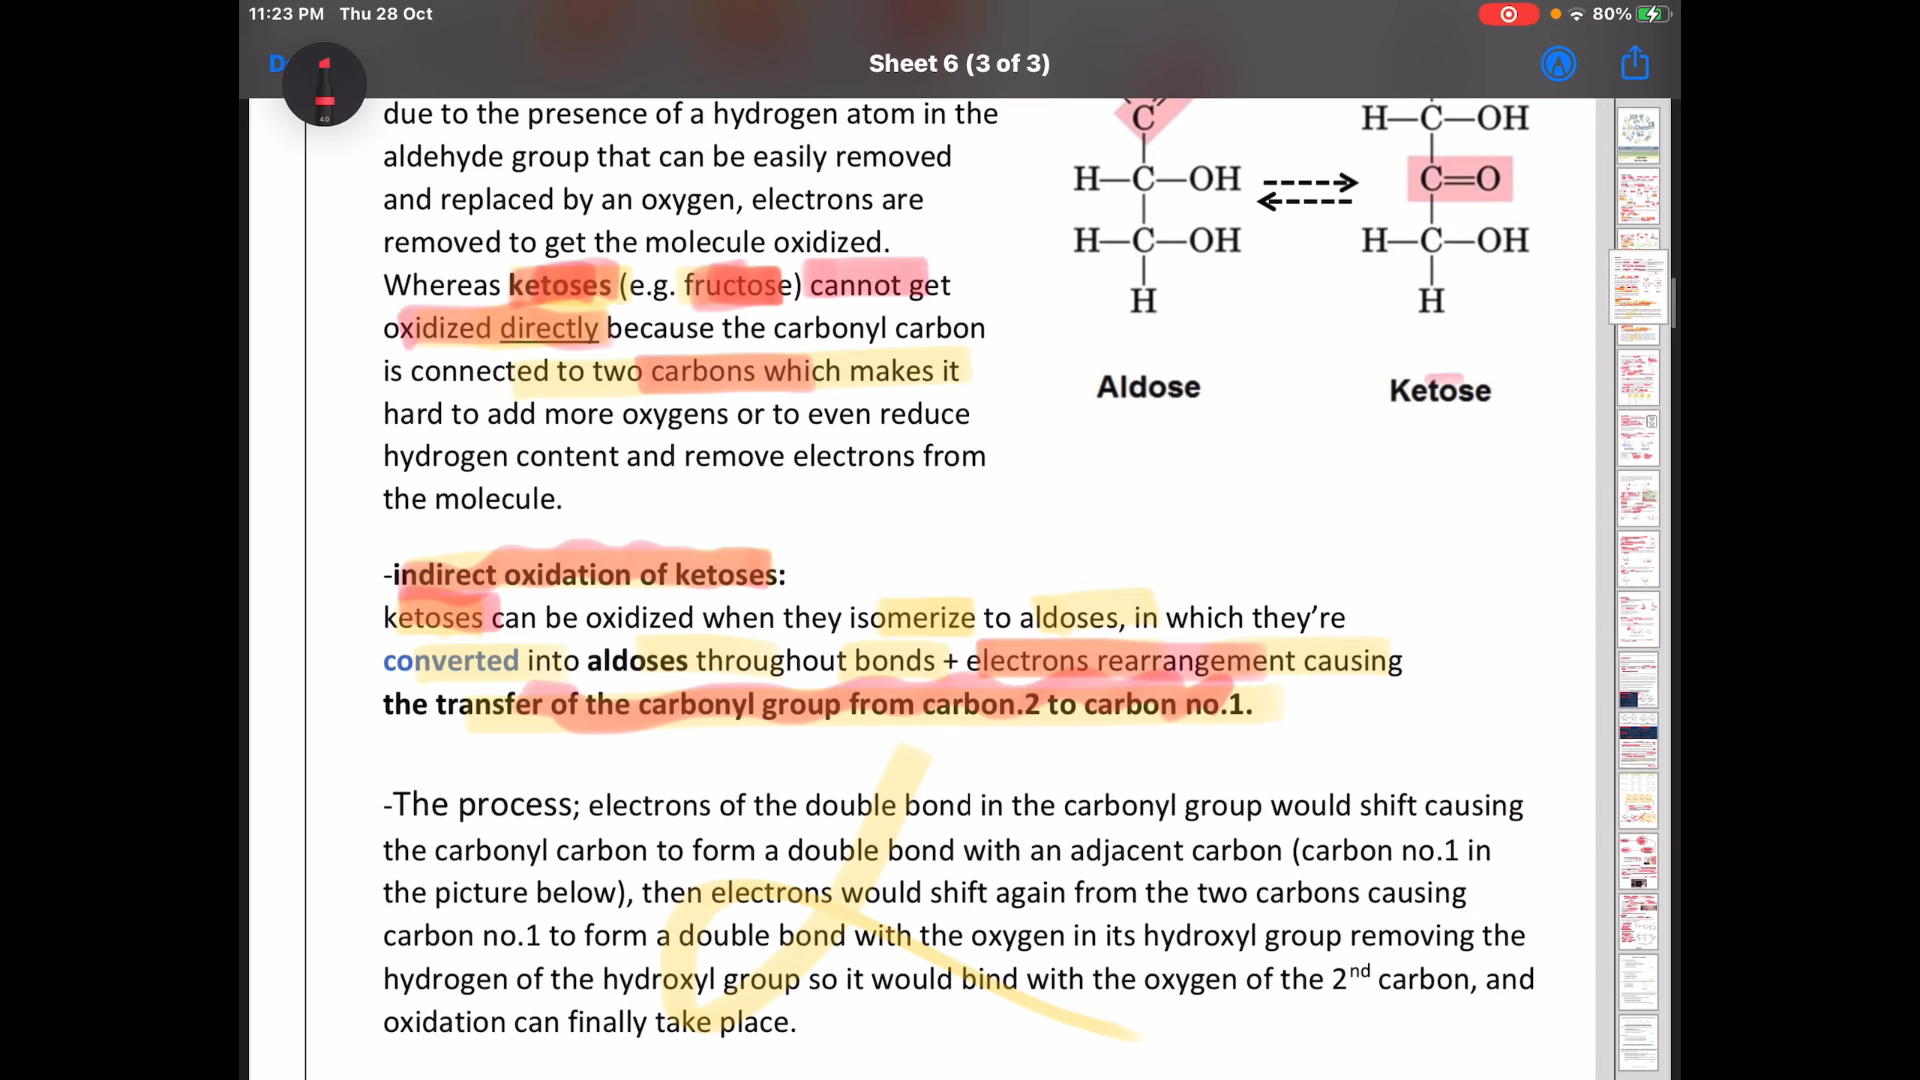 11:23 PM Thu 28 Oct
80%
Sheet 6 (3 of 3)
40
due to the presence of a hydrogen atom in the
aldehyde group that can be easily removed
and replaced by an oxygen, electrons are
removed to get the molecule oxidized.
Whereas ketoses (e.g. fructose) cannot get
oxidized directly because the carbonyl carbon
is connected to two carbons which makes it
hard to add more oxygens or to even reduce
hydrogen content and remove electrons from
the molecule.
C
H—C—OH
H—C—OH
H
Aldose
H—C—OH
C=O
H—C—OH
H
Ketose
-indirect oxidation of ketoses:
ketoses can be oxidized when they isomerize to aldoses, in which they’re
converted into aldoses throughout bonds + electrons rearrangement causing
the transfer of the carbonyl group from carbon.2 to carbon no.1.
-The process; electrons of the double bond in the carbonyl group would shift causing
the carbonyl carbon to form a double bond with an adjacent carbon (carbon no.1 in
the picture below), then electrons would shift again from the two carbons causing
carbon no.1 to form a double bond with the oxygen in its hydroxyl group removing the
hydrogen of the hydroxyl group so it would bind with the oxygen of the 2nd carbon, and
oxidation can finally take place.